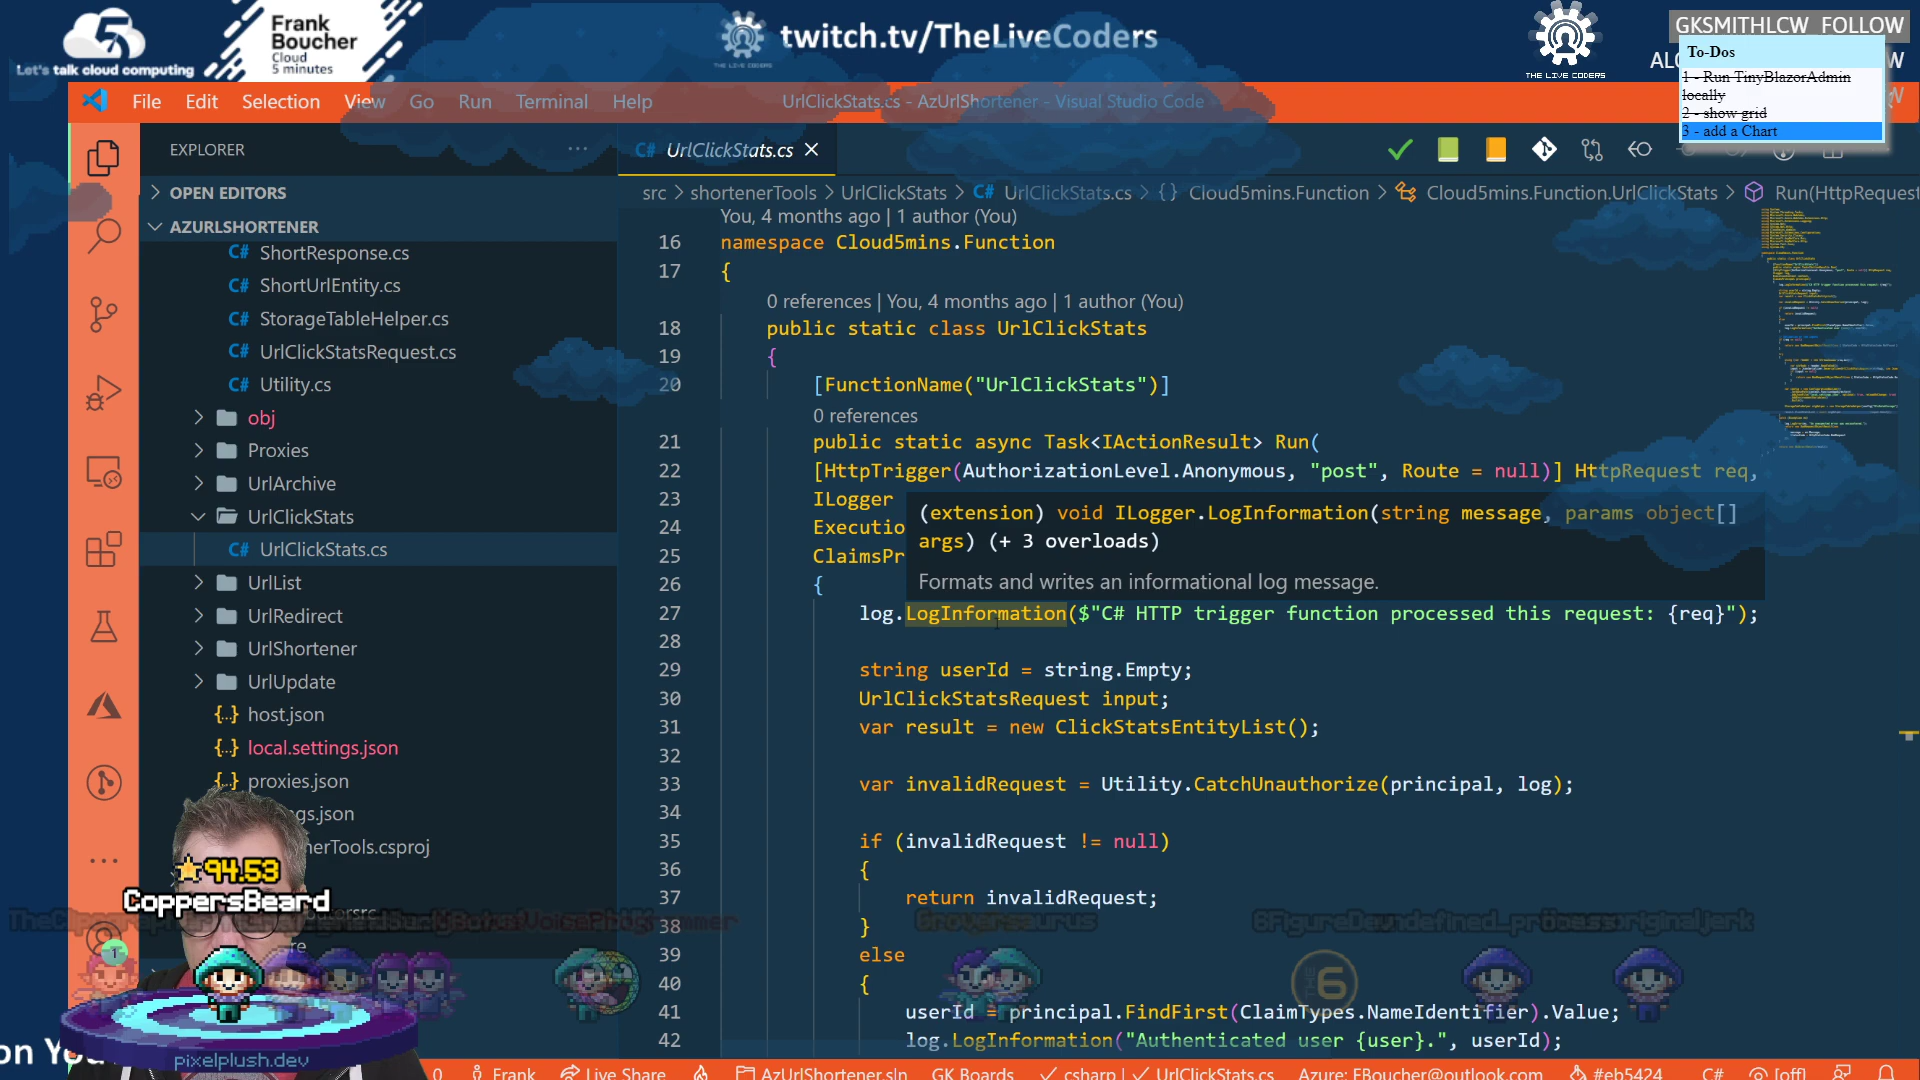 Let's talk cloud computing
Frank
Boucher
Cloud
5 minutes
twitch.tv/TheLiveCoders
THE LIVE CODERS
THE LIVE CODERS
GKSMITHLCW FOLLOW
To-Dos
1 - Run TinyBlazorAdmin
locally
2 - show grid
3 - add a Chart
File Edit Selection View Go Run Terminal Help
UrlClickStats.cs - AzUrlShortener - Visual Studio Code
EXPLORER
OPEN EDITORS
AZURLSHORTENER
C# ShortResponse.cs
C# ShortUrlEntity.cs
C# StorageTableHelper.cs
C# UrlClickStatsRequest.cs
C# Utility.cs
obj
Proxies
UrlArchive
UrlClickStats
C# UrlClickStats.cs
UrlList
UrlRedirect
UrlShortener
UrlUpdate
{..} host.json
{..} local.settings.json
{..} proxies.json
gs.json
nerTools.csproj
C# UrlClickStats.cs
src > shortenerTools > UrlClickStats > C# UrlClickStats.cs > {} Cloud5mins.Function > Cloud5mins.Function.UrlClickStats > Run(HttpRequest
You, 4 months ago | 1 author (You)
16 namespace Cloud5mins.Function
17 {
0 references | You, 4 months ago | 1 author (You)
18 public static class UrlClickStats
19 {
20 [FunctionName("UrlClickStats")]
0 references
21 public static async Task<IActionResult> Run(
22 [HttpTrigger(AuthorizationLevel.Anonymous, "post", Route = null)] HttpRequest req,
23 ILogger
24 Executio
25 ClaimsPr
(extension) void ILogger.LogInformation(string message, params object[]
args) (+ 3 overloads)
Formats and writes an informational log message.
26 {
27 log.LogInformation($"C# HTTP trigger function processed this request: {req}");
28
29 string userId = string.Empty;
30 UrlClickStatsRequest input;
31 var result = new ClickStatsEntityList();
32
33 var invalidRequest = Utility.CatchUnauthorize(principal, log);
34
35 if (invalidRequest != null)
36 {
37 return invalidRequest;
38 }
39 else
40 {
41 userId = principal.FindFirst(ClaimTypes.NameIdentifier).Value;
42 log.LogInformation("Authenticated user {user}.", userId);
94.53
CoppersBeard
pixelplush.dev
on You
0 Frank Live Share AzUrlShortener.sln GK Boards csharp | UrlClickStats.cs Azure: FBoucher@outlook.com #eb5424 C# [off]